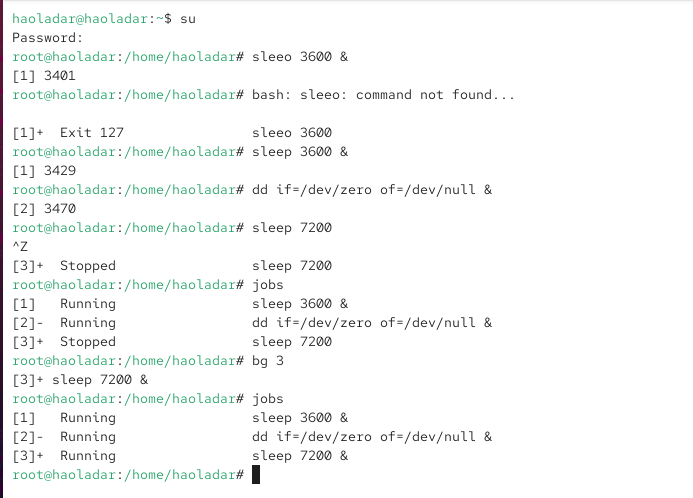 haoladar@haoladar:~$ su
Password:
root@haoladar:/home/haoladar# sleeo 3600 &
[1] 3401
root@haoladar:/home/haoladar# bash: sleeo: command not found...

[1]+  Exit 127                sleeo 3600
root@haoladar:/home/haoladar# sleep 3600 &
[1] 3429
root@haoladar:/home/haoladar# dd if=/dev/zero of=/dev/null &
[2] 3470
root@haoladar:/home/haoladar# sleep 7200
^Z
[3]+  Stopped                 sleep 7200
root@haoladar:/home/haoladar# jobs
[1]   Running                 sleep 3600 &
[2]-  Running                 dd if=/dev/zero of=/dev/null &
[3]+  Stopped                 sleep 7200
root@haoladar:/home/haoladar# bg 3
[3]+ sleep 7200 &
root@haoladar:/home/haoladar# jobs
[1]   Running                 sleep 3600 &
[2]-  Running                 dd if=/dev/zero of=/dev/null &
[3]+  Running                 sleep 7200 &
root@haoladar:/home/haoladar#